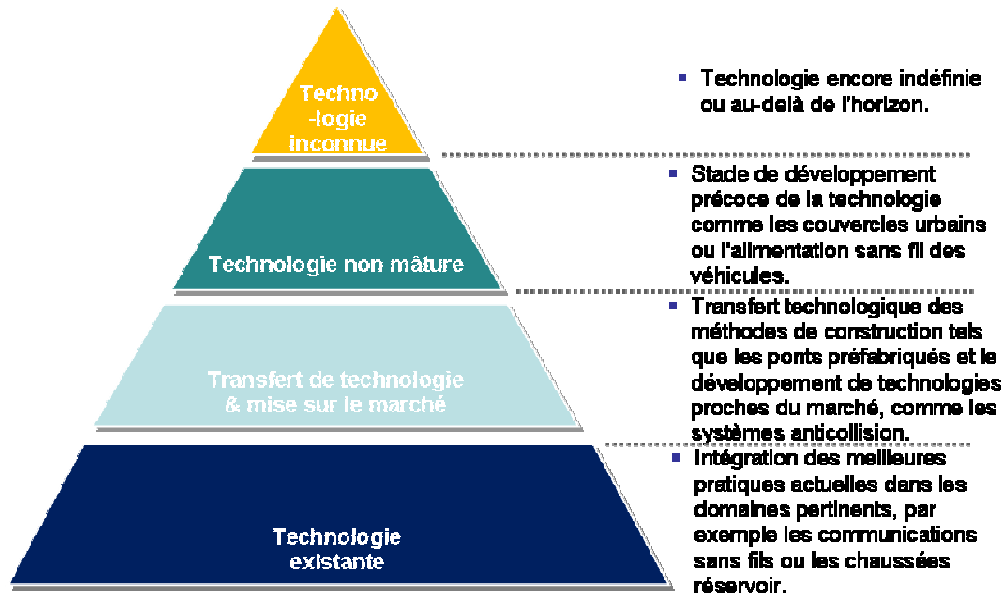 Techno
-logie
inconnue
▪ Technologie encore indéfinie
ou au-delà de l'horizon.
Technologie non mâture
▪ Stade de développement
précoce de la technologie
comme les couvercles urbains
ou l'alimentation sans fil des
véhicules.
Transfert de technologie
& mise sur le marché
▪ Transfert technologique des
méthodes de construction tels
que les ponts préfabriqués et le
développement de technologies
proches du marché, comme les
systèmes anticollision.
Technologie
existante
▪ Intégration des meilleures
pratiques actuelles dans les
domaines pertinents, par
exemple les communications
sans fils ou les chaussées
réservoir.